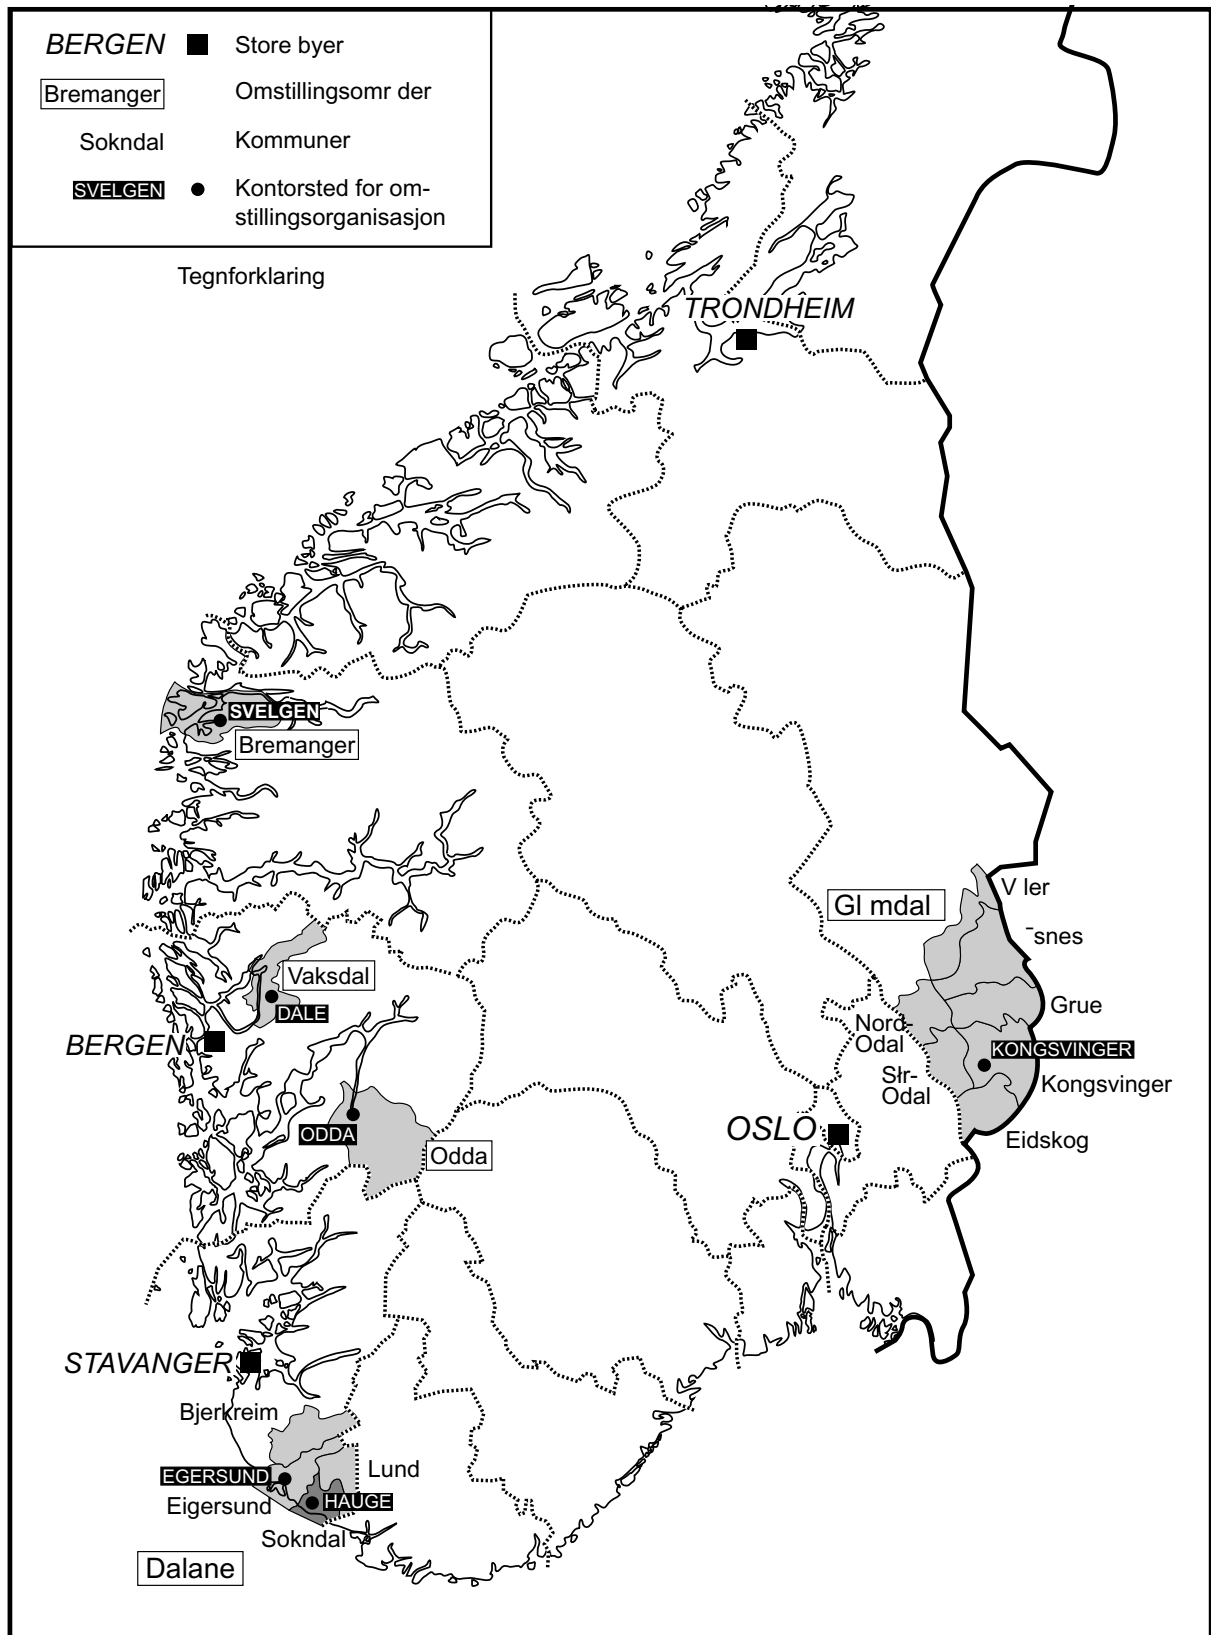 BERGEN Store byer
Bremanger Omstillingsomr der
Sokndal Kommuner
SVELGEN Kontorsted for om-
stillingsorganisasjon
Tegnforklaring
TRONDHEIM
SVELGEN
Bremanger
V ler
Gl mdal
¯snes
Vaksdal
DALE
Grue
Nord-
Odal
BERGEN
KONGSVINGER
Słr-
Odal
Kongsvinger
ODDA
OSLO
Odda
Eidskog
STAVANGER
Bjerkreim
Lund
EGERSUND
Eigersund
HAUGE
Sokndal
Dalane